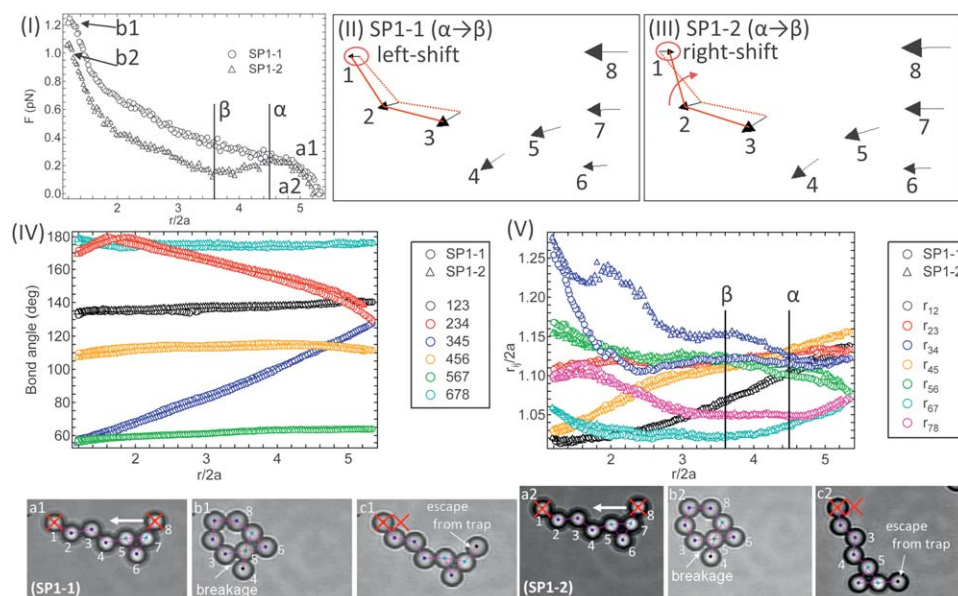 (I)
b1
b2
○ SP1-1
△ SP1-2
β
α
a1
a2
F (pN)
1.2
1.0
0.8
0.6
0.4
0.2
0.0
2
3
4
5
r/2a
(II) SP1-1 (α→β)
left-shift
1
2
3
4
5
6
7
8
(III) SP1-2 (α→β)
right-shift
1
2
3
4
5
6
7
8
(IV)
Bond angle (deg)
180
160
140
120
100
80
60
2
3
4
5
r/2a
○ SP1-1
△ SP1-2
○ 123
○ 234
○ 345
○ 456
○ 567
○ 678
(V)
rij/2a
1.25
1.20
1.15
1.10
1.05
β
α
2
3
4
5
r/2a
○ SP1-1
△ SP1-2
○ r12
○ r23
○ r34
○ r45
○ r56
○ r67
○ r78
a1
1
2
3
4
5
6
7
8
(SP1-1)
b1
8
6
4
breakage
c1
escape
from trap
a2
1
2
3
4
5
6
7
8
(SP1-2)
b2
8
6
4
breakage
c2
3
4
5
escape
from trap